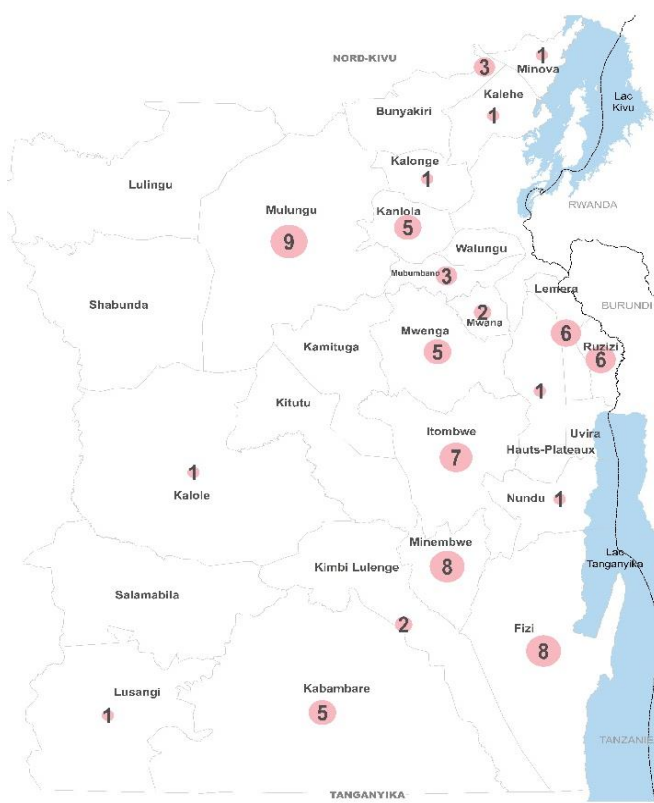 NORD-KIVU
1
3
Minova
Kalehe
Lac
Kivu
1
Bunyakiri
Kalonge
1
Lulingu
Mulungu
9
Kanlola
5
RWANDA
Walungu
Mubumbano
3
Lemera
Shabunda
BURUNDI
2
Mwana
Mwenga
5
6
Ruzizi
6
Kamituga
1
Kitutu
Itombwe
7
Uvira
Hauts-Plateaux
1
Kalole
Nundu
1
Minembwe
8
Kimbi Lulenge
Lac
Tanganyika
Salamabila
2
Fizi
8
Kabambare
5
Lusangi
1
TANZANIE
TANGANYIKA